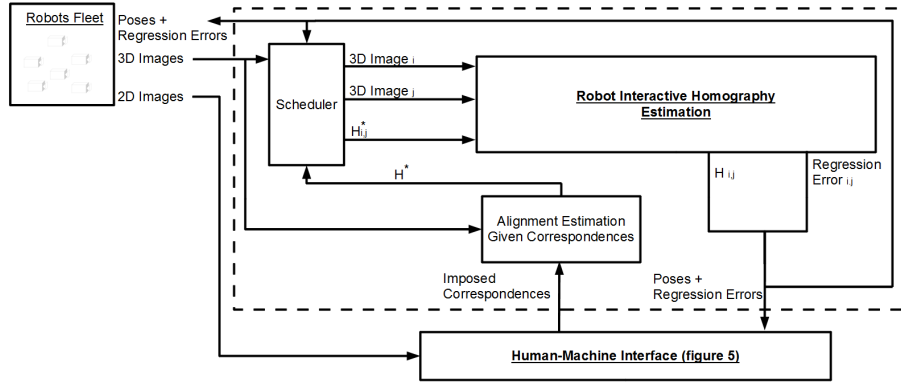 Robots Fleet
Poses +
Regression Errors
3D Images
2D Images
Scheduler
3D Image i
3D Image j
H*i,j
Robot Interactive Homography
Estimation
H i,j
Regression
Error i,j
H*
Alignment Estimation
Given Correspondences
Imposed
Correspondences
Poses +
Regression Errors
Human-Machine Interface (figure 5)